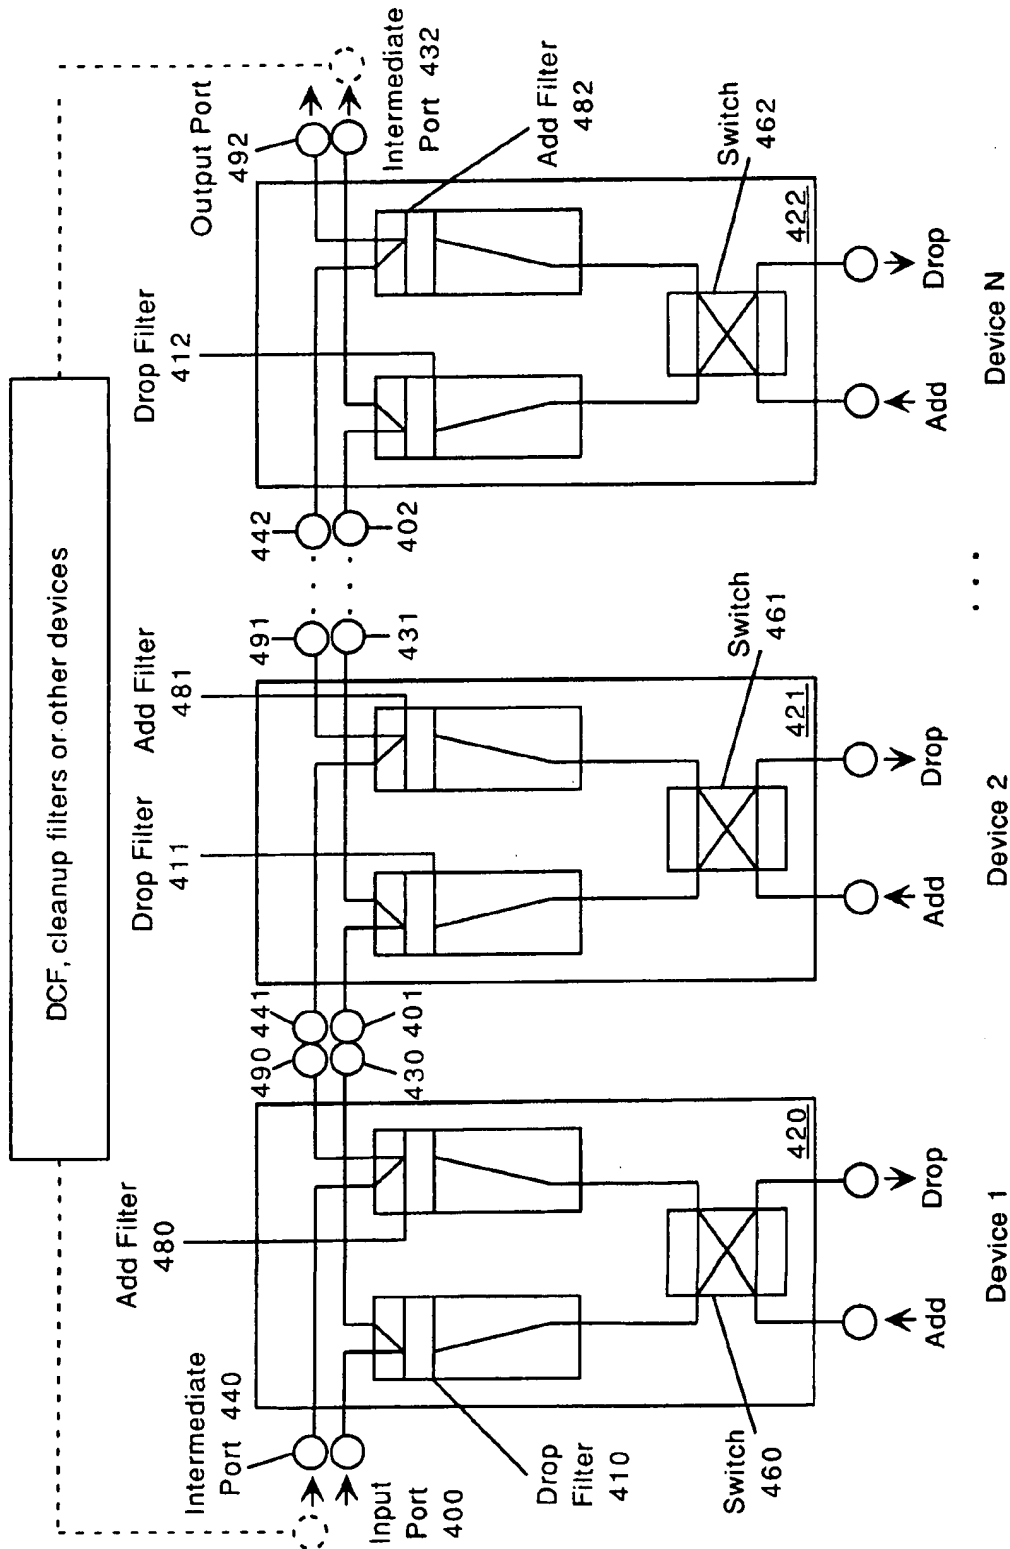 DCF, cleanup filters or other devices
Add Filter
480
Drop Filter
411
Add Filter
481
Drop Filter
412
Output Port
492
Intermediate
Port 440
490
441
491
442
Input
Port
400
430
401
431
402
Intermediate
Port 432
Drop
Filter
410
Add Filter
482
Switch
460
Switch
461
Switch
462
420
421
422
Add
Drop
Add
Drop
Add
Drop
Device 1
Device 2
. . .
Device N